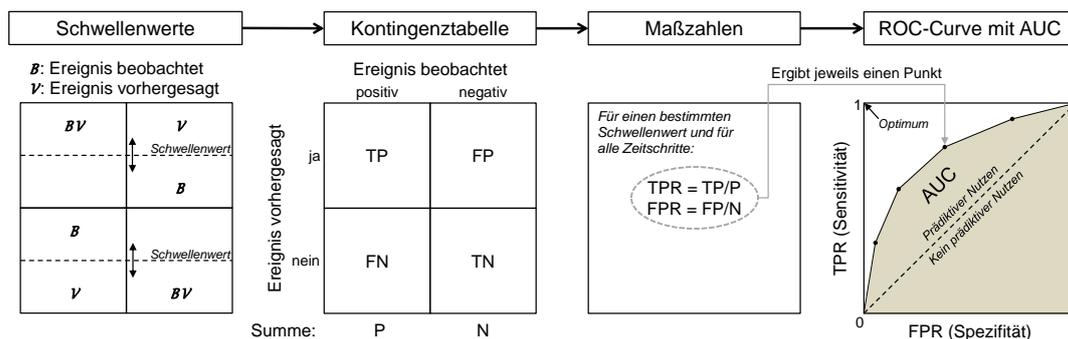 Schwellenwerte
Kontingenztabelle
Maßzahlen
ROC-Curve mit AUC
B: Ereignis beobachtet
V: Ereignis vorhergesagt
BV
V
Schwellenwert
B
B
Schwellenwert
V
BV
Ereignis beobachtet
positiv
negativ
Ereignis vorhergesagt
ja
TP
FP
nein
FN
TN
Summe:
P
N
Für einen bestimmten
Schwellenwert und für
alle Zeitschritte:
TPR = TP/P
FPR = FP/N
Ergibt jeweils einen Punkt
1
Optimum
AUC
Prädiktiver Nutzen
Kein prädiktiver Nutzen
TPR (Sensitivität)
0
FPR (Spezifität)